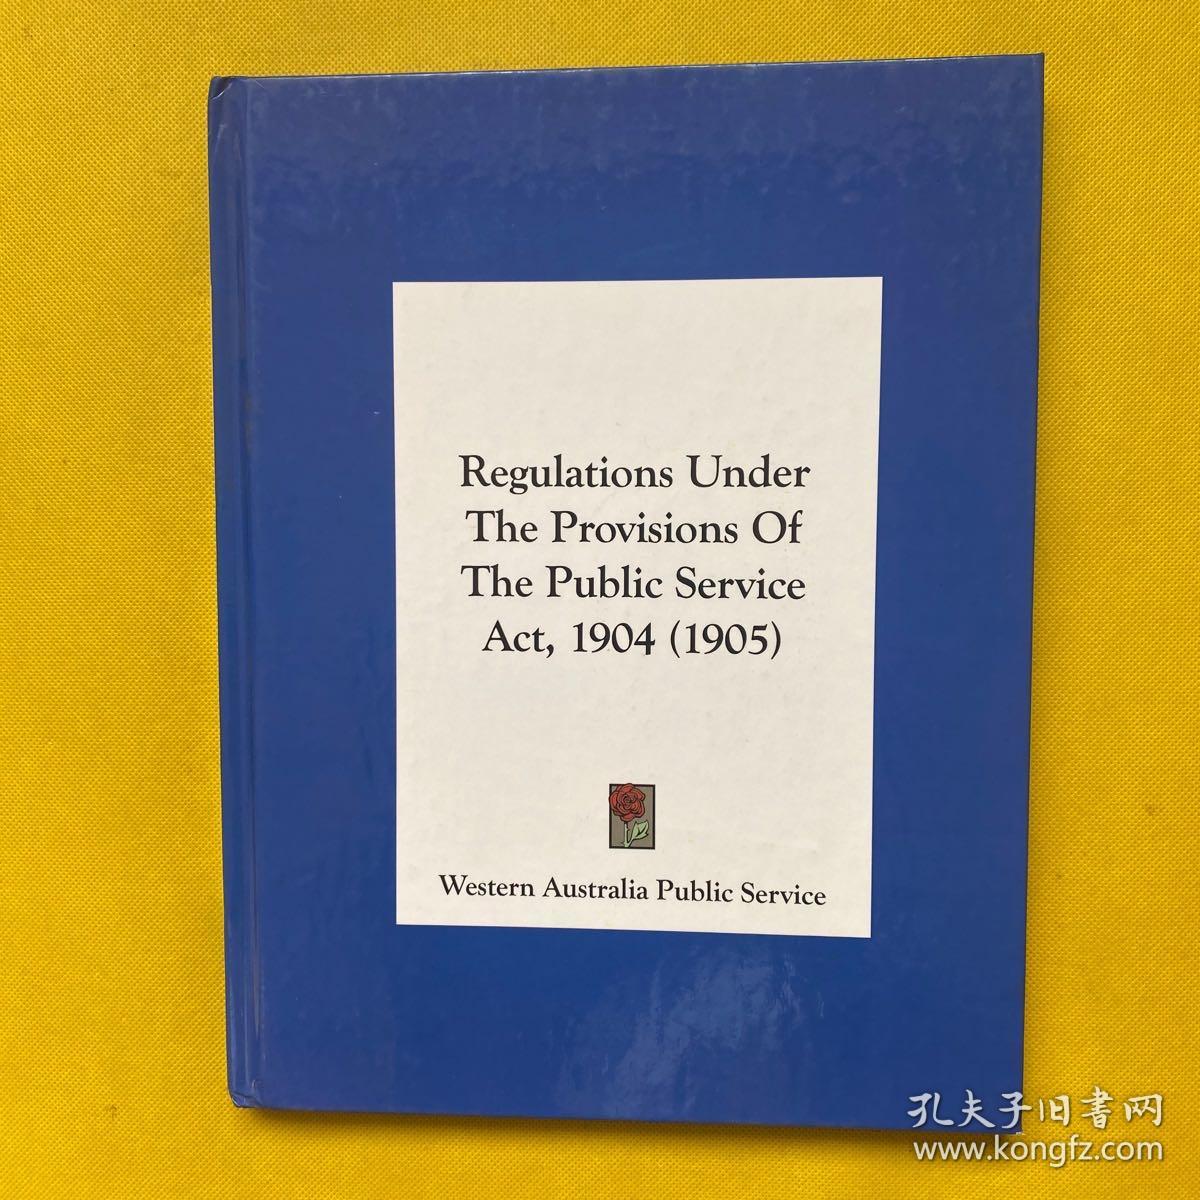 Regulations Under
The Provisions Of
The Public Service
Act, 1904 (1905)
Western Australia Public Service
孔夫子旧書网
www.kongfz.com